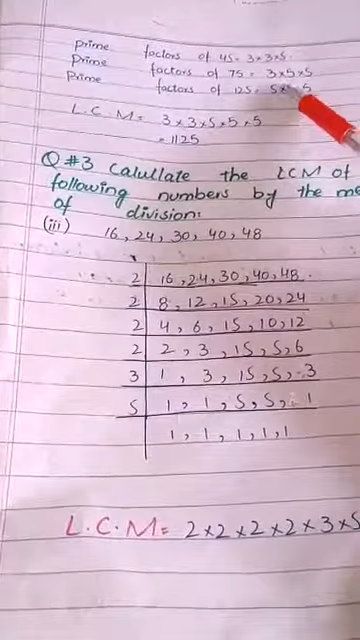 Prime factors of 45 = 3×3×5.
Prime factors of 75 = 3×5×5
Prime factors of 125 = 5×5×5
L.C.M = 3×3×5×5×5
= 1125
Q#3 Calullate the LCM of
following numbers by the me
of division:
(iii) 16, 24, 30, 40, 48
2 | 16, 24, 30, 40, 48.
2 | 8, 12, 15, 20, 24
2 | 4, 6, 15, 10, 12
2 | 2, 3, 15, 5, 6
3 | 1, 3, 15, 5, 3
5 | 1, 1, 5, 5, 1
| 1, 1, 1, 1, 1
L.C.M = 2×2×2×2×3×5